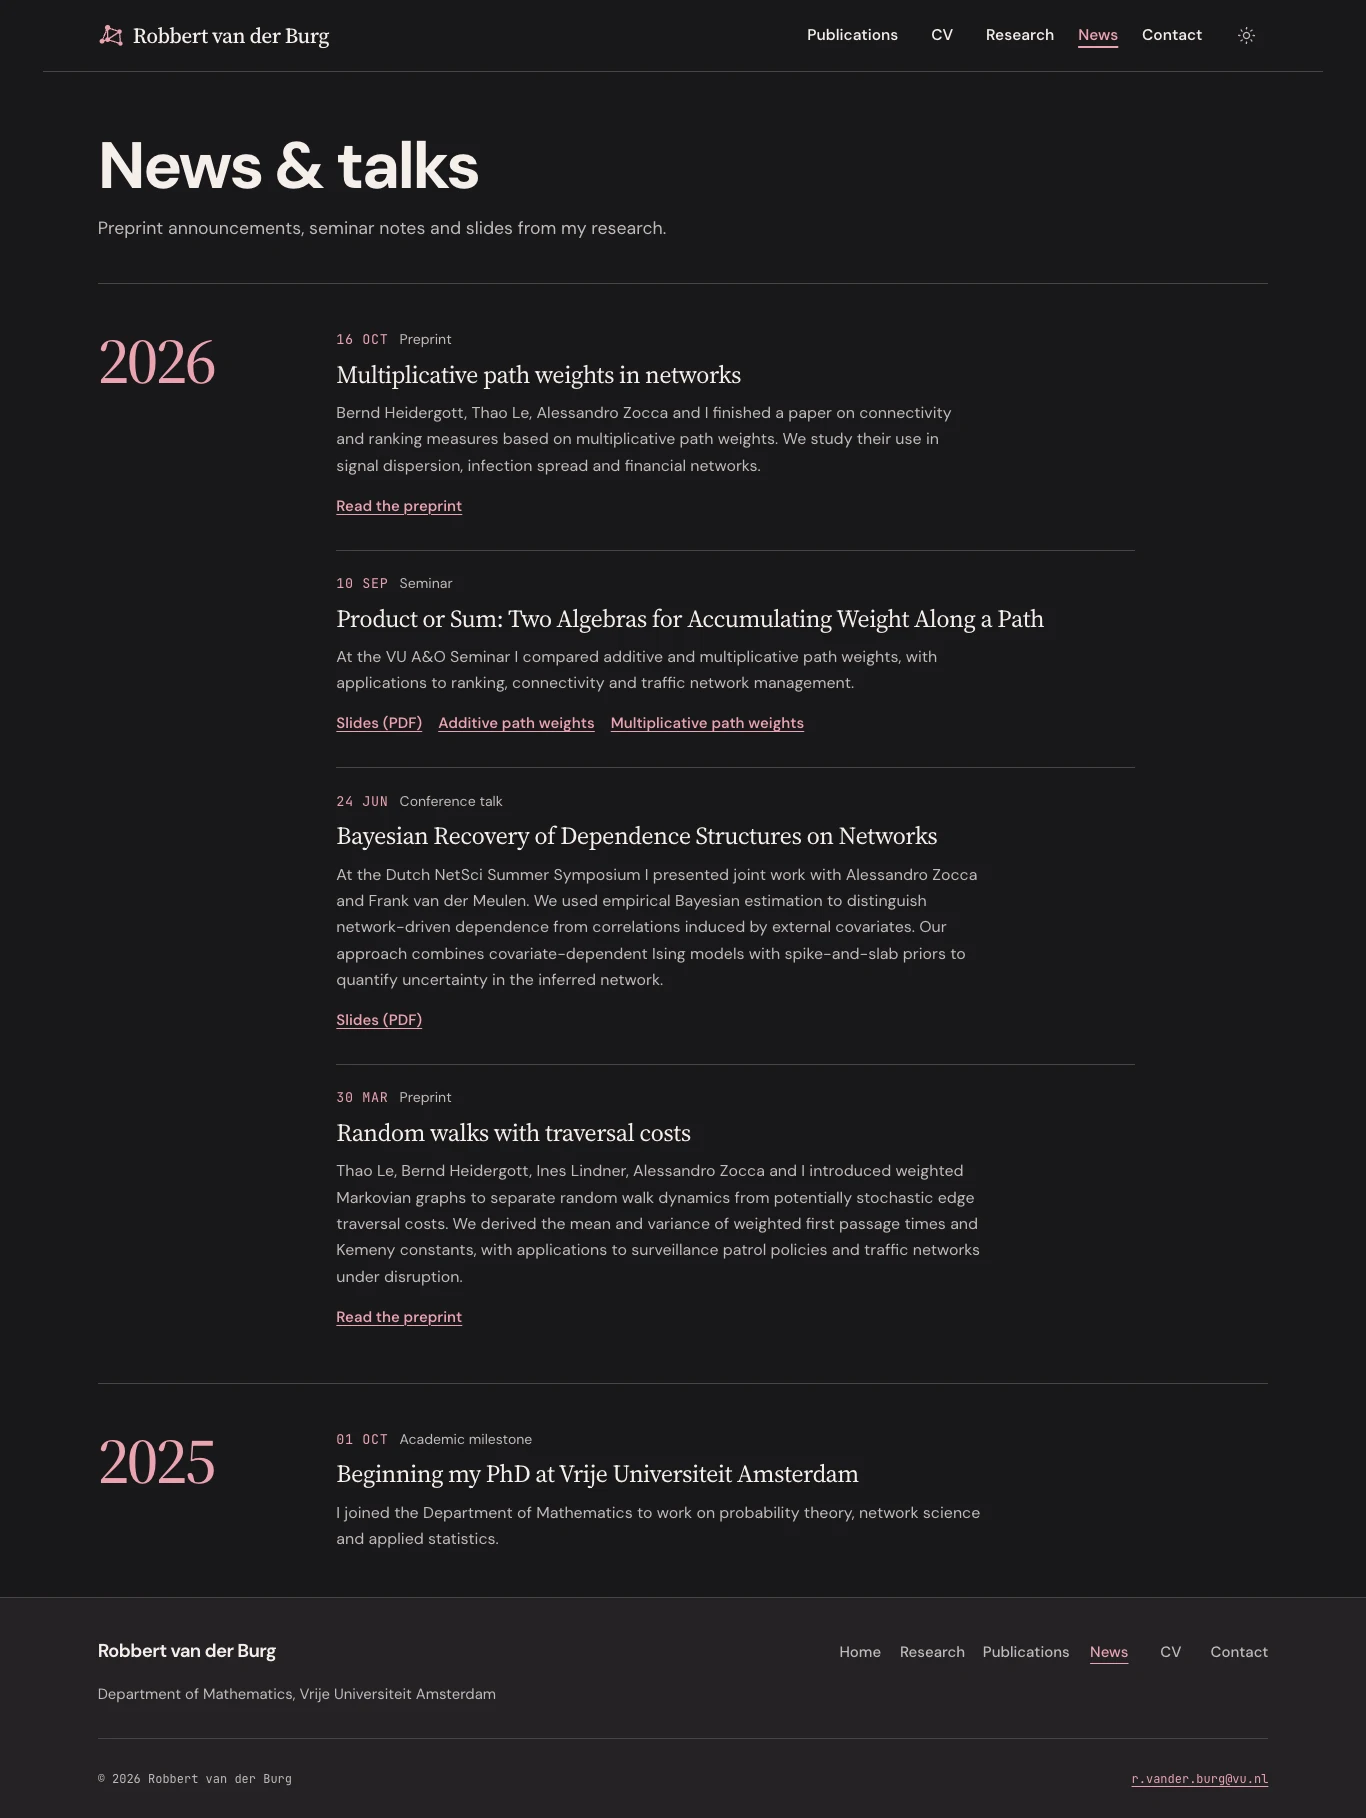 Robbert van der Burg
Publications CV Research News Contact
News & talks
Preprint announcements, seminar notes and slides from my research.
2026
16 OCT Preprint
Multiplicative path weights in networks
Bernd Heidergott, Thao Le, Alessandro Zocca and I finished a paper on connectivity
and ranking measures based on multiplicative path weights. We study their use in
signal dispersion, infection spread and financial networks.
Read the preprint
10 SEP Seminar
Product or Sum: Two Algebras for Accumulating Weight Along a Path
At the VU A&O Seminar I compared additive and multiplicative path weights, with
applications to ranking, connectivity and traffic network management.
Slides (PDF) Additive path weights Multiplicative path weights
24 JUN Conference talk
Bayesian Recovery of Dependence Structures on Networks
At the Dutch NetSci Summer Symposium I presented joint work with Alessandro Zocca
and Frank van der Meulen. We used empirical Bayesian estimation to distinguish
network-driven dependence from correlations induced by external covariates. Our
approach combines covariate-dependent Ising models with spike-and-slab priors to
quantify uncertainty in the inferred network.
Slides (PDF)
30 MAR Preprint
Random walks with traversal costs
Thao Le, Bernd Heidergott, Ines Lindner, Alessandro Zocca and I introduced weighted
Markovian graphs to separate random walk dynamics from potentially stochastic edge
traversal costs. We derived the mean and variance of weighted first passage times and
Kemeny constants, with applications to surveillance patrol policies and traffic networks
under disruption.
Read the preprint
2025
01 OCT Academic milestone
Beginning my PhD at Vrije Universiteit Amsterdam
I joined the Department of Mathematics to work on probability theory, network science
and applied statistics.
Robbert van der Burg
Home Research Publications News CV Contact
Department of Mathematics, Vrije Universiteit Amsterdam
© 2026 Robbert van der Burg
r.vander.burg@vu.nl